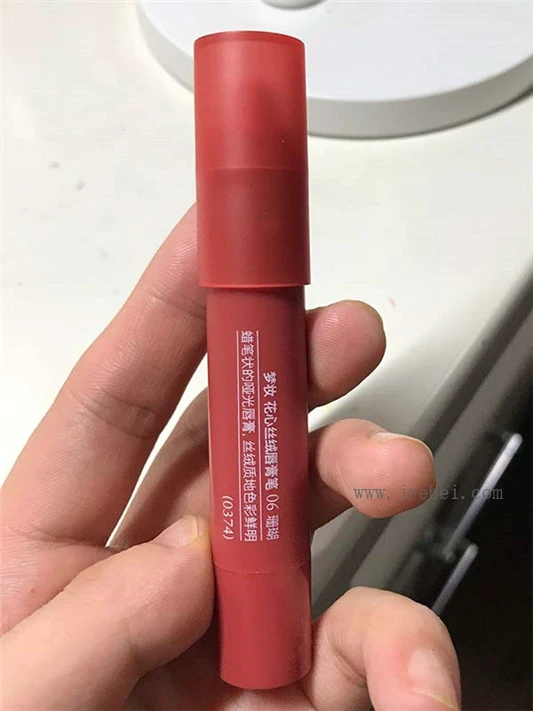 梦妆 花心丝绒唇膏笔 06 珊瑚
蜡笔状的哑光唇膏, 丝绒质地色彩鲜明
(0374)
www.jaebei.com